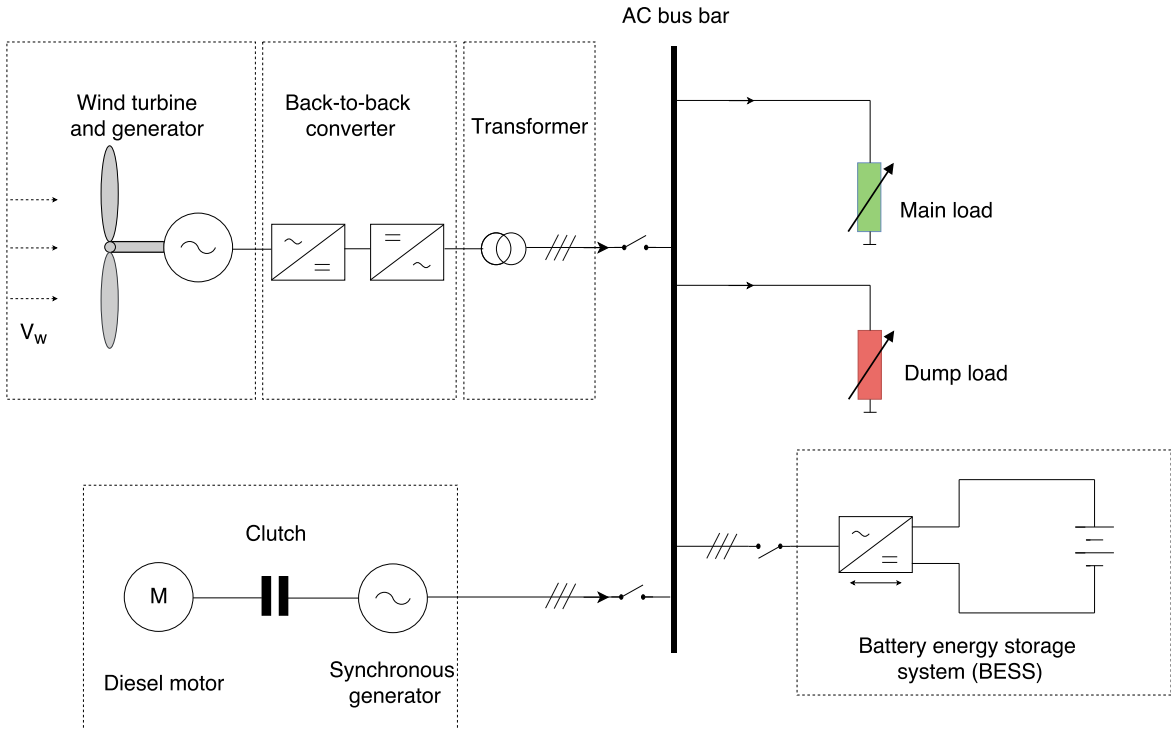 AC bus bar
Wind turbine
and generator
Back-to-back
converter
Transformer
Vw
Main load
Dump load
Clutch
M
Diesel motor
Synchronous
generator
Battery energy storage
system (BESS)